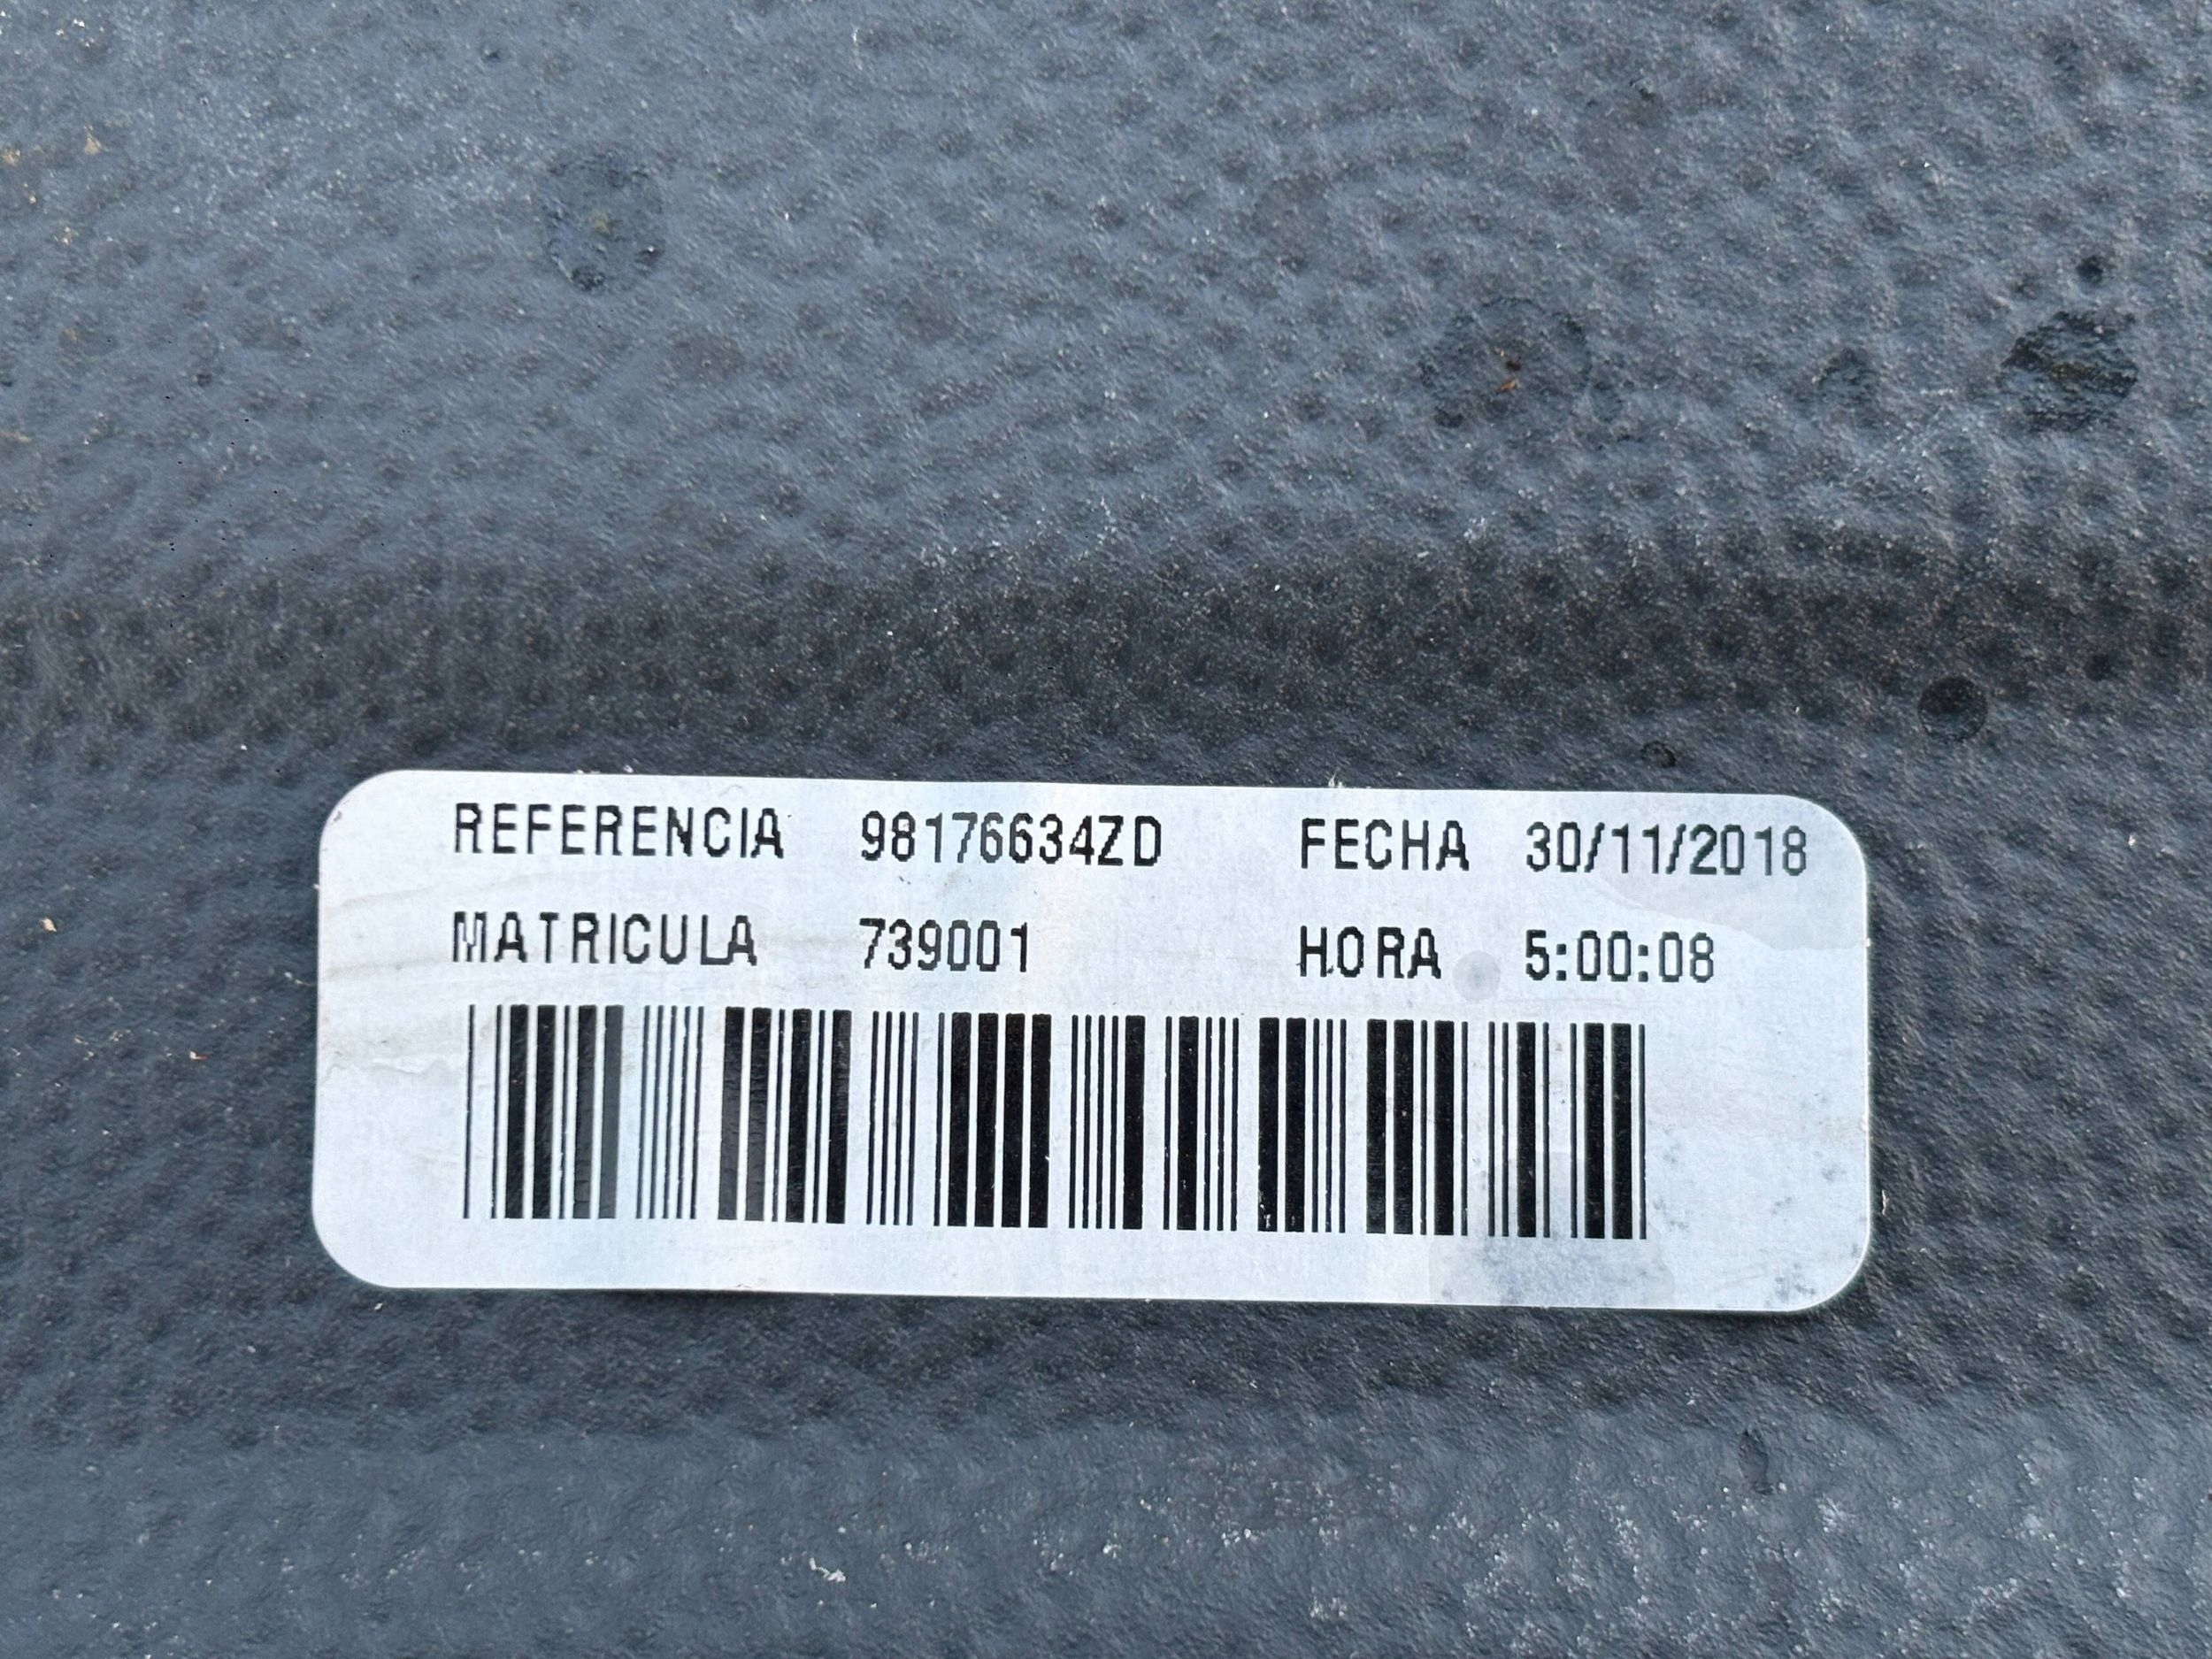 REFERENCIA 98176634ZD FECHA 30/11/2018
MATRICULA 739001 HORA 5:00:08